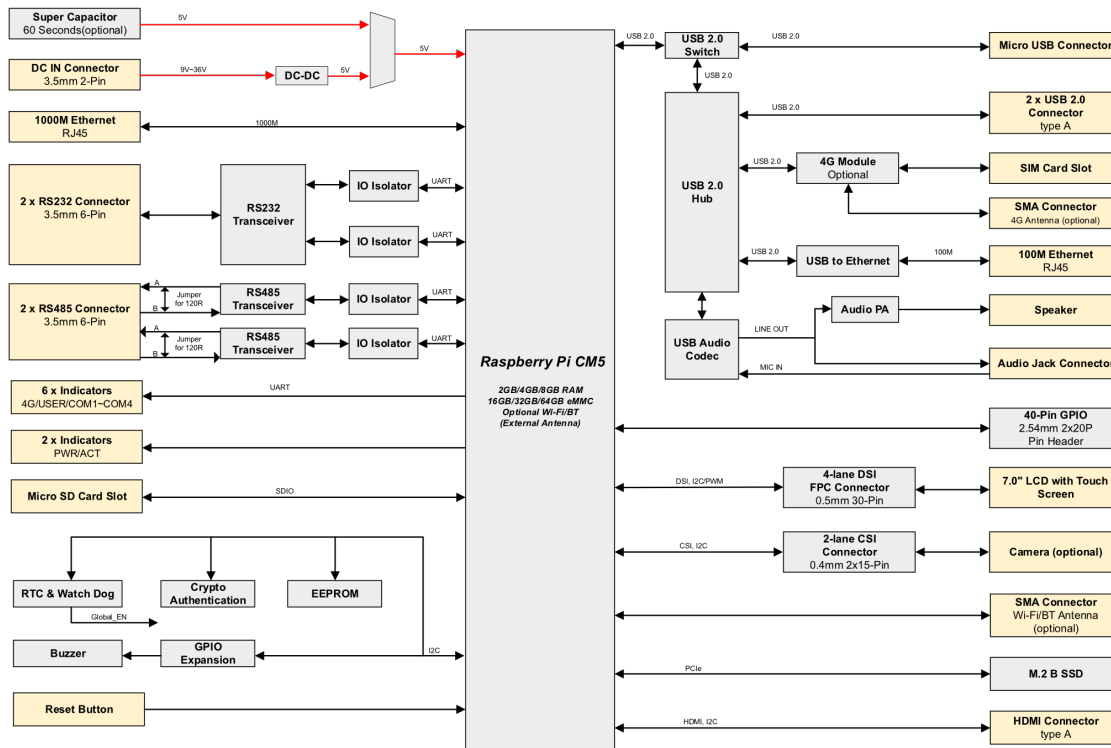 Super Capacitor
60 Seconds(optional)
5V
5V
DC IN Connector
3.5mm 2-Pin
9V~36V
DC-DC
5V
1000M Ethernet
RJ45
1000M
2 x RS232 Connector
3.5mm 6-Pin
RS232
Transceiver
IO Isolator
UART
IO Isolator
UART
2 x RS485 Connector
3.5mm 6-Pin
A
Jumper
for 120R
B
RS485
Transceiver
IO Isolator
UART
A
Jumper
for 120R
B
RS485
Transceiver
IO Isolator
UART
6 x Indicators
4G/USER/COM1~COM4
UART
2 x Indicators
PWR/ACT
Micro SD Card Slot
SDIO
RTC & Watch Dog
Crypto
Authentication
EEPROM
Global_EN
Buzzer
GPIO
Expansion
I2C
Reset Button
Raspberry Pi CM5
2GB/4GB/8GB RAM
16GB/32GB/64GB eMMC
Optional Wi-Fi/BT
(External Antenna)
USB 2.0
USB 2.0
Switch
USB 2.0
Micro USB Connector
USB 2.0
USB 2.0
Hub
USB 2.0
2 x USB 2.0
Connector
type A
USB 2.0
4G Module
Optional
SIM Card Slot
SMA Connector
4G Antenna (optional)
USB 2.0
USB to Ethernet
100M
100M Ethernet
RJ45
USB Audio
Codec
LINE OUT
Audio PA
Speaker
MIC IN
Audio Jack Connector
40-Pin GPIO
2.54mm 2x20P
Pin Header
DSI, I2C/PWM
4-lane DSI
FPC Connector
0.5mm 30-Pin
7.0" LCD with Touch
Screen
CSI, I2C
2-lane CSI
Connector
0.4mm 2x15-Pin
Camera (optional)
SMA Connector
Wi-Fi/BT Antenna
(optional)
PCIe
M.2 B SSD
HDMI, I2C
HDMI Connector
type A